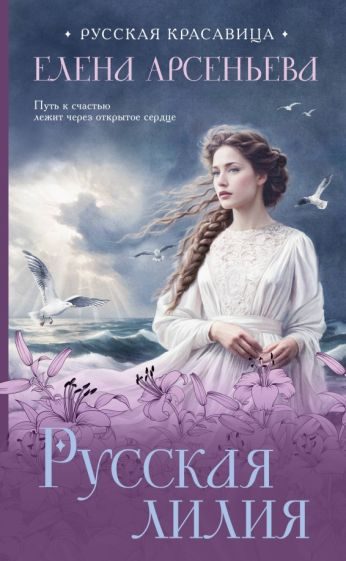 РУССКАЯ КРАСАВИЦА
ЕЛЕНА АРСЕНЬЕВА
Путь к счастью
лежит через открытое сердце
РУССКАЯ
ЛИЛИЯ